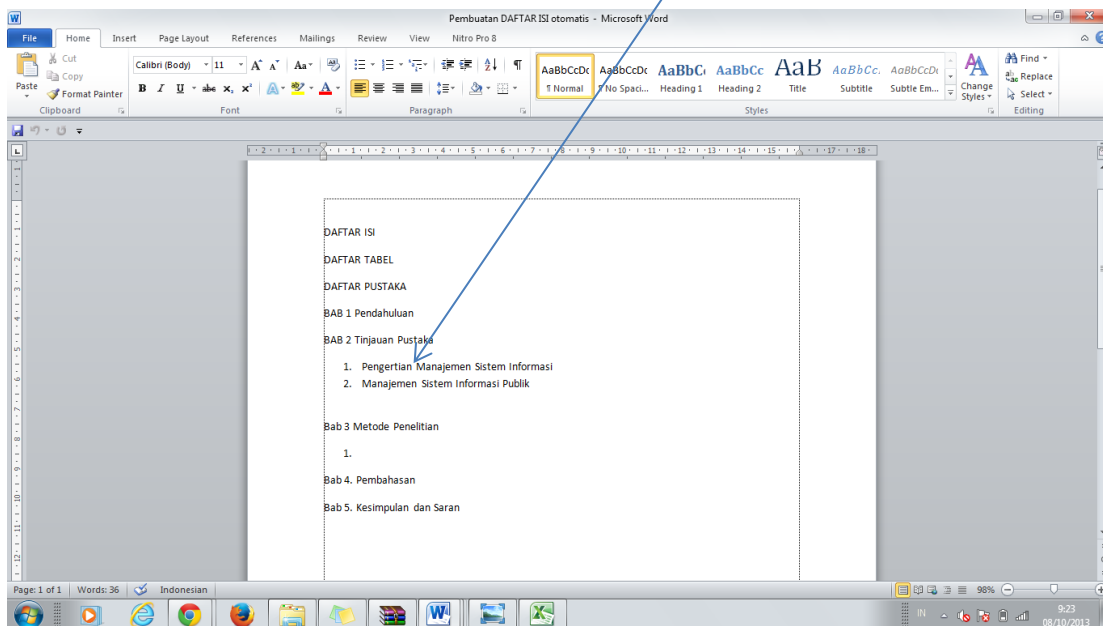 Pembuatan DAFTAR ISI otomatis - Microsoft Word
File Home Insert Page Layout References Mailings Review View Nitro Pro 8
Paste
Cut
Copy
Format Painter
Clipboard
Calibri (Body) 11
Font
Paragraph
AaBbCcDc AaBbCcDc AaBbC AaBbCc AaB AaBbCc. AaBbCcDc
¶ Normal ¶ No Spaci... Heading 1 Heading 2 Title Subtitle Subtle Em...
Change Styles
Styles
Find
Replace
Select
Editing
DAFTAR ISI
DAFTAR TABEL
DAFTAR PUSTAKA
BAB 1 Pendahuluan
BAB 2 Tinjauan Pustaka
1. Pengertian Manajemen Sistem Informasi
2. Manajemen Sistem Informasi Publik
Bab 3 Metode Penelitian
1.
Bab 4. Pembahasan
Bab 5. Kesimpulan dan Saran
Page: 1 of 1 Words: 36 Indonesian 98%
IN 9:23
08/10/2013